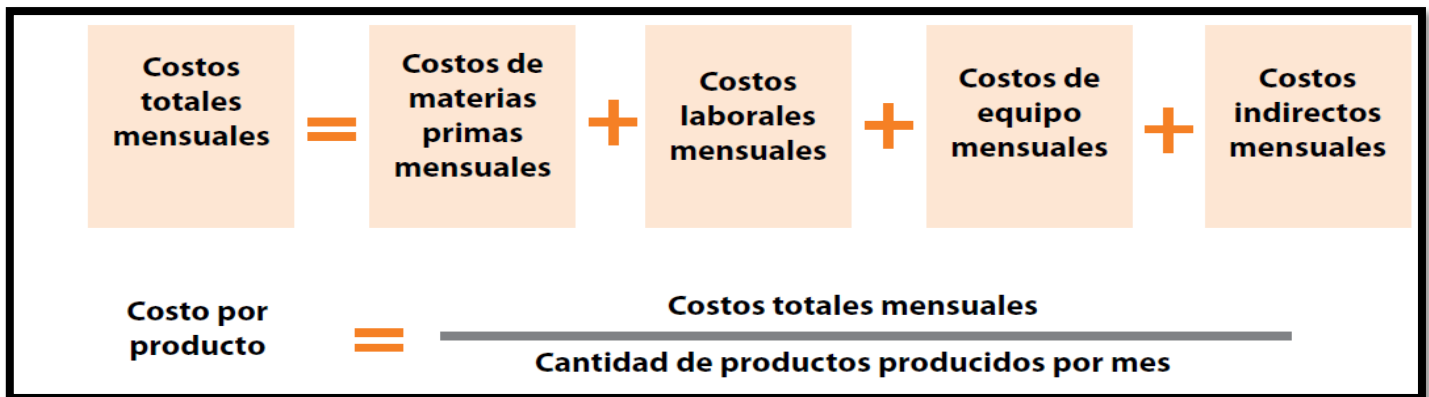 Costos
totales
mensuales
=
Costos de
materias
primas
mensuales
+
Costos
laborales
mensuales
+
Costos de
equipo
mensuales
+
Costos
indirectos
mensuales
Costo por
producto
=
Costos totales mensuales
Cantidad de productos producidos por mes